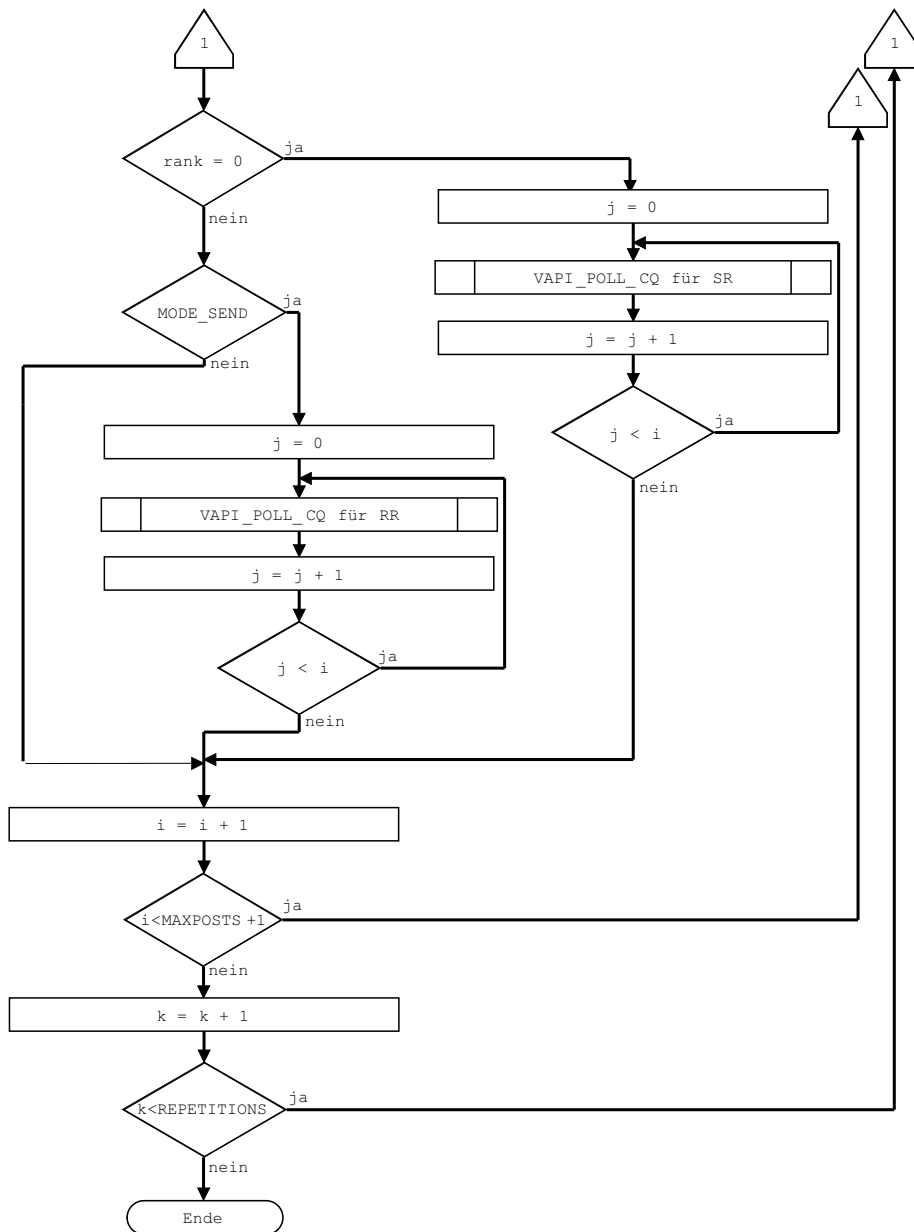 1
1
1
rank = 0
ja
nein
j = 0
VAPI_POLL_CQ für SR
MODE_SEND
ja
nein
j = j + 1
j < i
ja
nein
j = 0
VAPI_POLL_CQ für RR
j = j + 1
j < i
ja
nein
i = i + 1
i<MAXPOSTS +1
ja
nein
k = k + 1
k<REPETITIONS
ja
nein
Ende